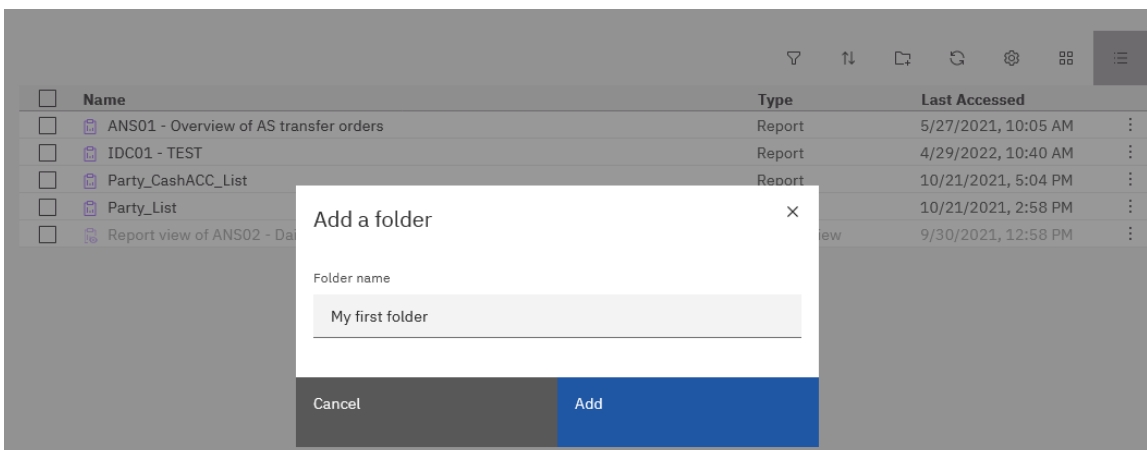 Name Type Last Accessed
ANS01 - Overview of AS transfer orders Report 5/27/2021, 10:05 AM
IDC01 - TEST Report 4/29/2022, 10:40 AM
Party_CashACC_List Report 10/21/2021, 5:04 PM
Party_List 10/21/2021, 2:58 PM
Report view of ANS02 - Dai iew 9/30/2021, 12:58 PM
Add a folder
Folder name
My first folder
Cancel Add